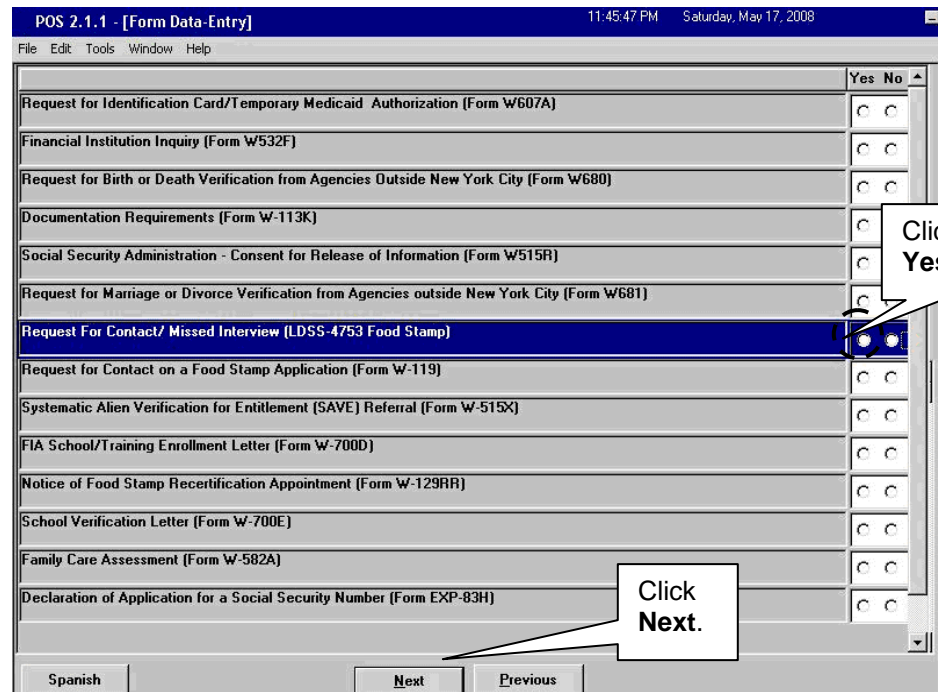 POS 2.1.1 - [Form Data-Entry] 11:45:47 PM Saturday, May 17, 2008
File Edit Tools Window Help
Yes No
Request for Identification Card/Temporary Medicaid Authorization (Form W607A)
Financial Institution Inquiry (Form W532F)
Request for Birth or Death Verification from Agencies Outside New York City (Form W680)
Documentation Requirements (Form W-113K)
Social Security Administration - Consent for Release of Information (Form W515R)
Request for Marriage or Divorce Verification from Agencies outside New York City (Form W681)
Request For Contact/ Missed Interview (LDSS-4753 Food Stamp)
Request for Contact on a Food Stamp Application (Form W-119)
Systematic Alien Verification for Entitlement (SAVE) Referral (Form W-515X)
FIA School/Training Enrollment Letter (Form W-700D)
Notice of Food Stamp Recertification Appointment (Form W-129RR)
School Verification Letter (Form W-700E)
Family Care Assessment (Form W-582A)
Declaration of Application for a Social Security Number (Form EXP-83H)
Click
Next.
Spanish Next Previous